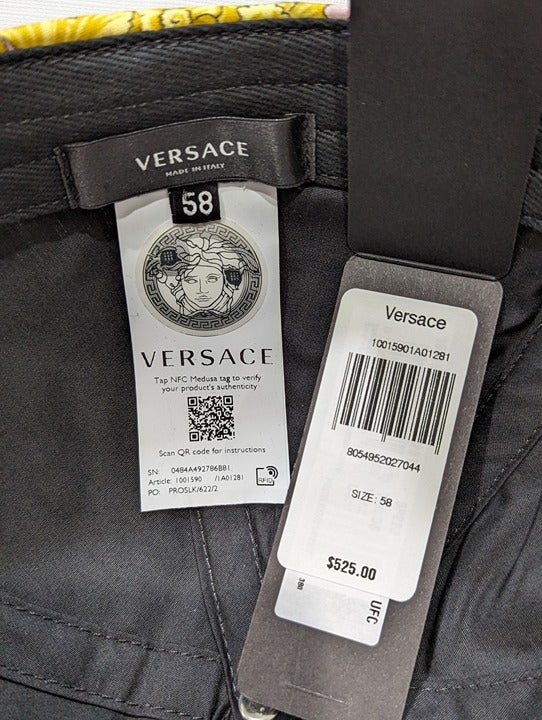 VERSACE
MADE IN ITALY
58
VERSACE
Tap NFC Medusa tag to verify
your product's authenticity
Scan QR code for instructions
SN: 04B4A492786B81
Article: 1001590 /1A01281
PO: PROSLK/622/2
RFID
Versace
10015901A01281
8054952027044
SIZE: 58
$525.00
UFC
380